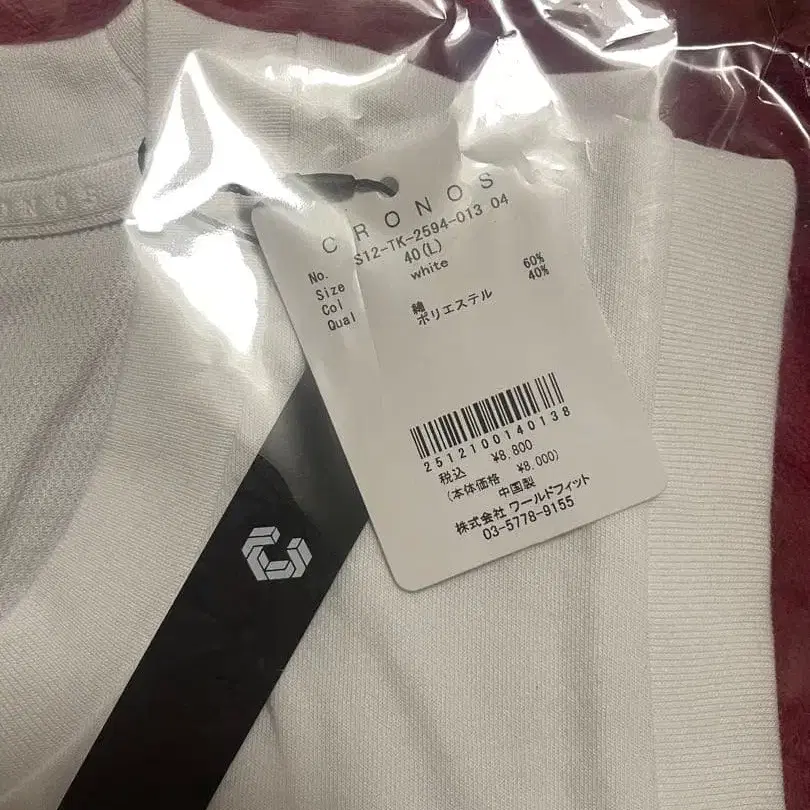 ONOS
CRONOS
No. S12-TK-2594-013 04
Size 40(L)
Col white
Qual 綿 60%
ポリエステル 40%
2512100140138
税込 ¥8,800
(本体価格 ¥8,000)
中国製
株式会社 ワールドフィット
03-5778-9155